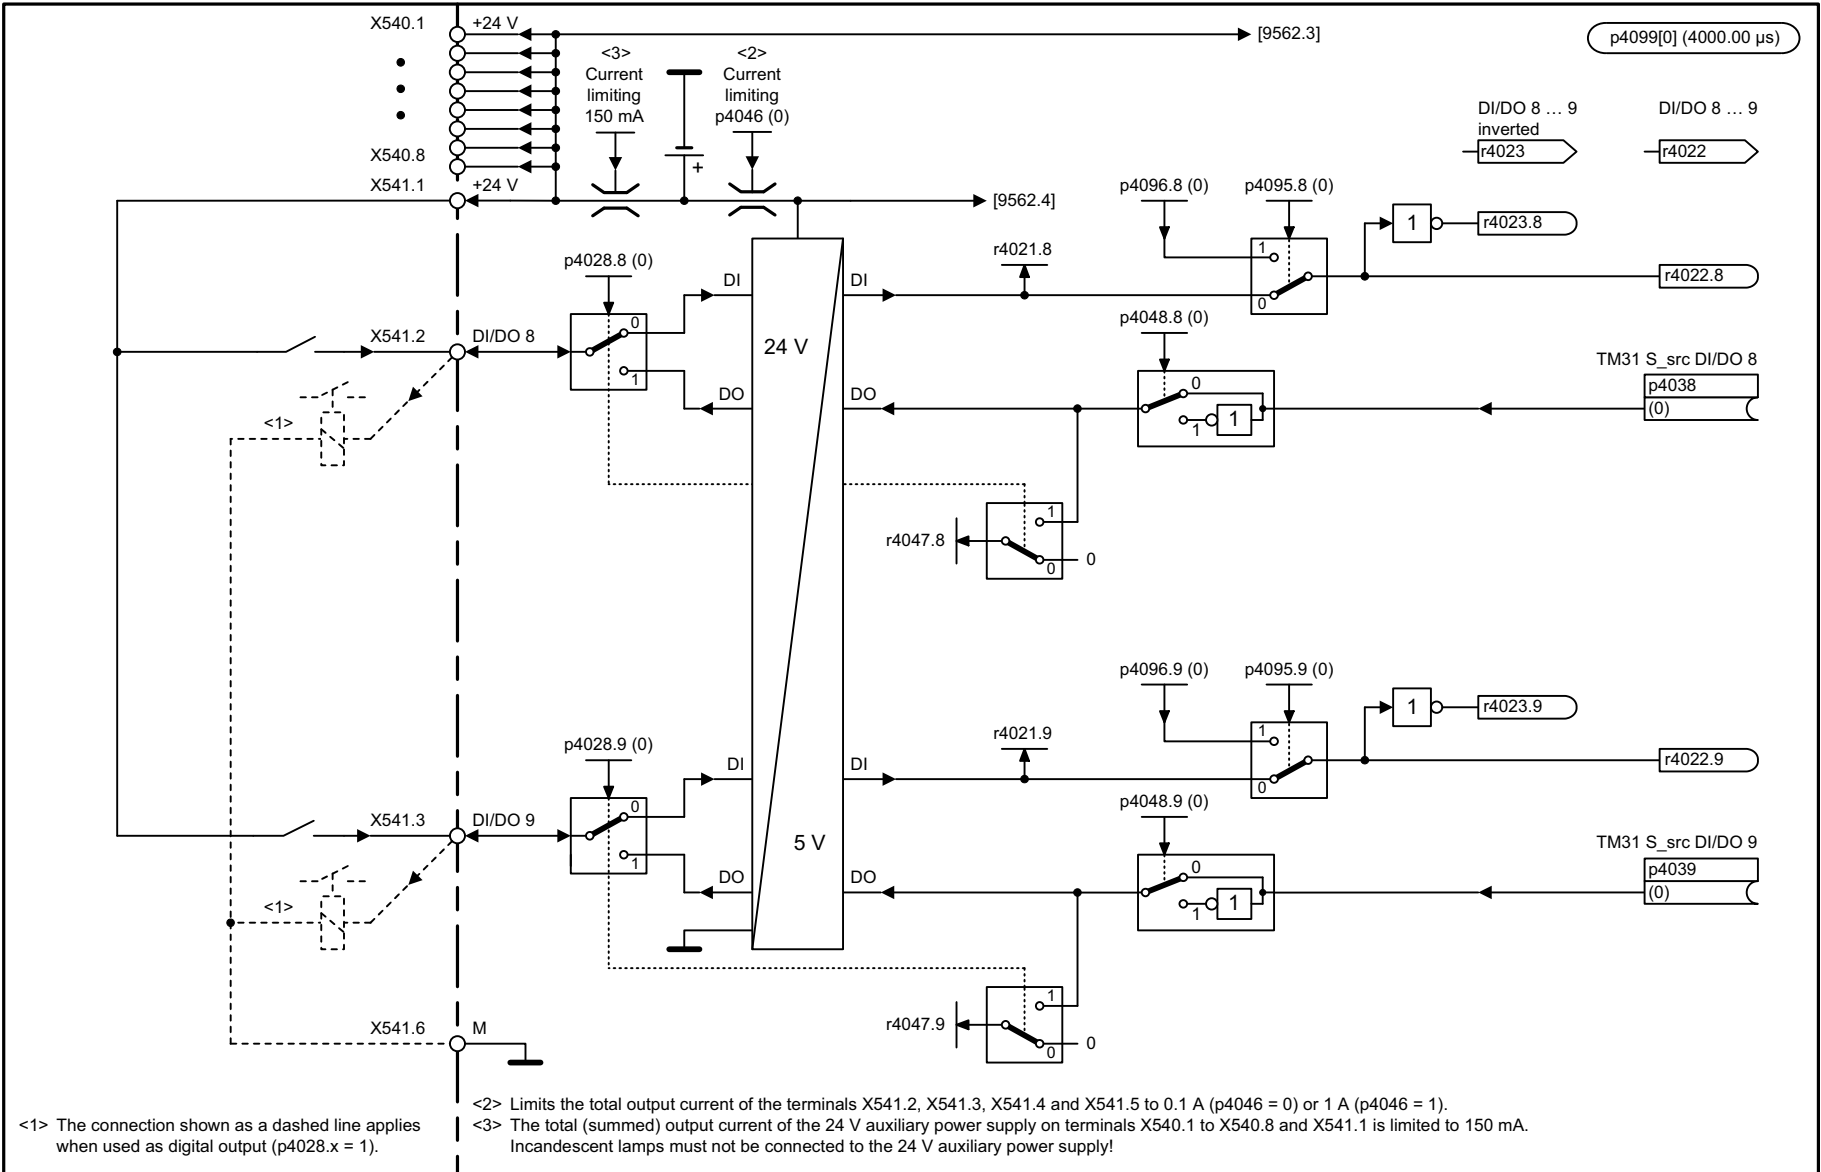 X540.1
+24 V
[9562.3]
p4099[0] (4000.00 µs)
<3>
Current
limiting
150 mA
<2>
Current
limiting
p4046 (0)
+
DI/DO 8 … 9
inverted
r4023
DI/DO 8 … 9
r4022
X540.8
X541.1
+24 V
[9562.4]
p4096.8 (0)
p4095.8 (0)
1
0
1
r4023.8
r4022.8
r4021.8
p4028.8 (0)
DI
DI
0
1
X541.2
DI/DO 8
24 V
p4048.8 (0)
DO
DO
0
1
1
TM31 S_src DI/DO 8
p4038
(0)
<1>
r4047.8
1
0
0
p4096.9 (0)
p4095.9 (0)
1
0
1
r4023.9
r4022.9
r4021.9
p4028.9 (0)
DI
DI
0
1
X541.3
DI/DO 9
5 V
p4048.9 (0)
DO
DO
0
1
1
TM31 S_src DI/DO 9
p4039
(0)
<1>
r4047.9
1
0
0
X541.6
M
<1> The connection shown as a dashed line applies
when used as digital output (p4028.x = 1).
<2> Limits the total output current of the terminals X541.2, X541.3, X541.4 and X541.5 to 0.1 A (p4046 = 0) or 1 A (p4046 = 1).
<3> The total (summed) output current of the 24 V auxiliary power supply on terminals X540.1 to X540.8 and X541.1 is limited to 150 mA.
Incandescent lamps must not be connected to the 24 V auxiliary power supply!